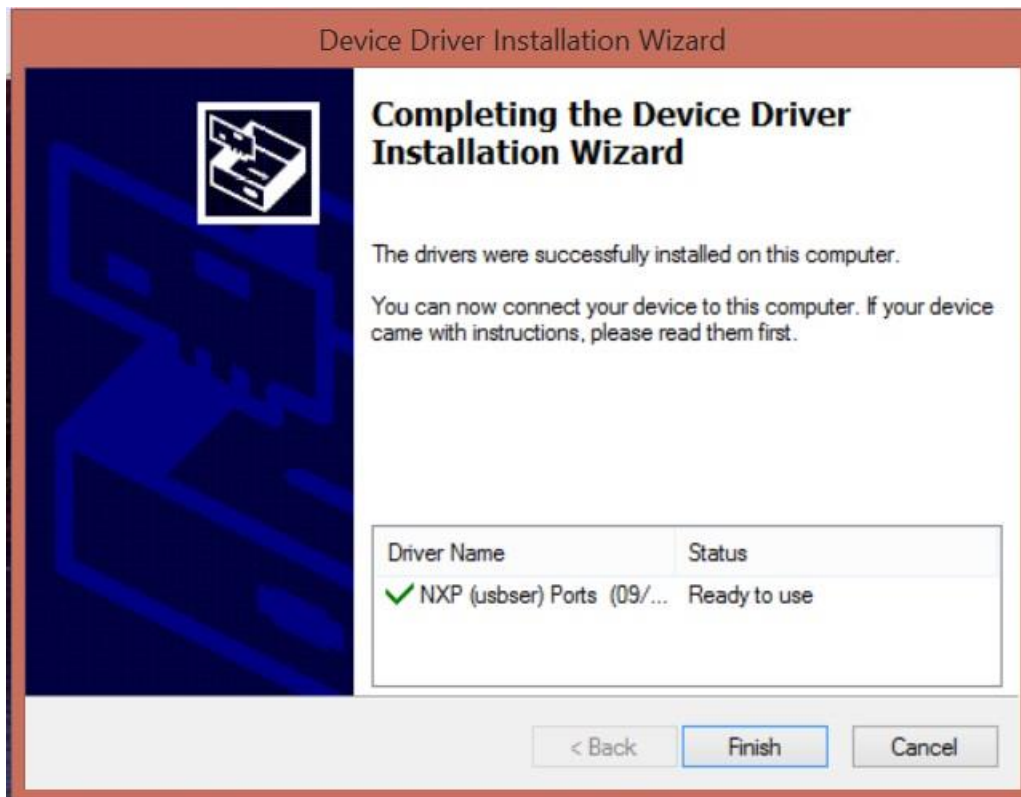 Device Driver Installation Wizard
Completing the Device Driver
Installation Wizard
The drivers were successfully installed on this computer.
You can now connect your device to this computer. If your device
came with instructions, please read them first.
Driver Name Status
NXP (usbser) Ports (09/... Ready to use
< Back Finish Cancel